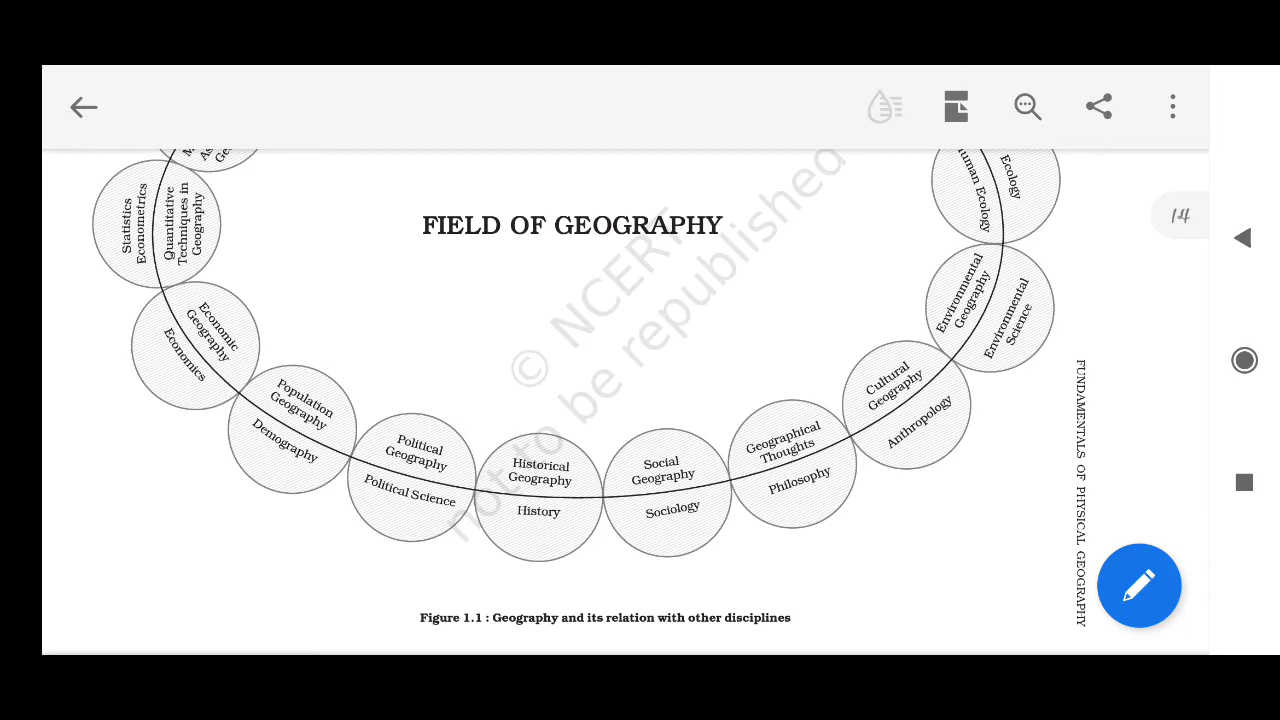 14
Statistics
Econometrics
Quantitative
Techniques in
Geography
Ecology
Human Ecology
FIELD OF GEOGRAPHY
Environmental
Geography
Environmental
Science
Economic
Geography
Economics
Population
Geography
Demography
Political
Geography
Political Science
Historical
Geography
History
Social
Geography
Sociology
Geographical
Thoughts
Philosophy
Cultural
Geography
Anthropology
© NCERT
not to be republished
FUNDAMENTALS OF PHYSICAL GEOGRAPHY
Figure 1.1 : Geography and its relation with other disciplines